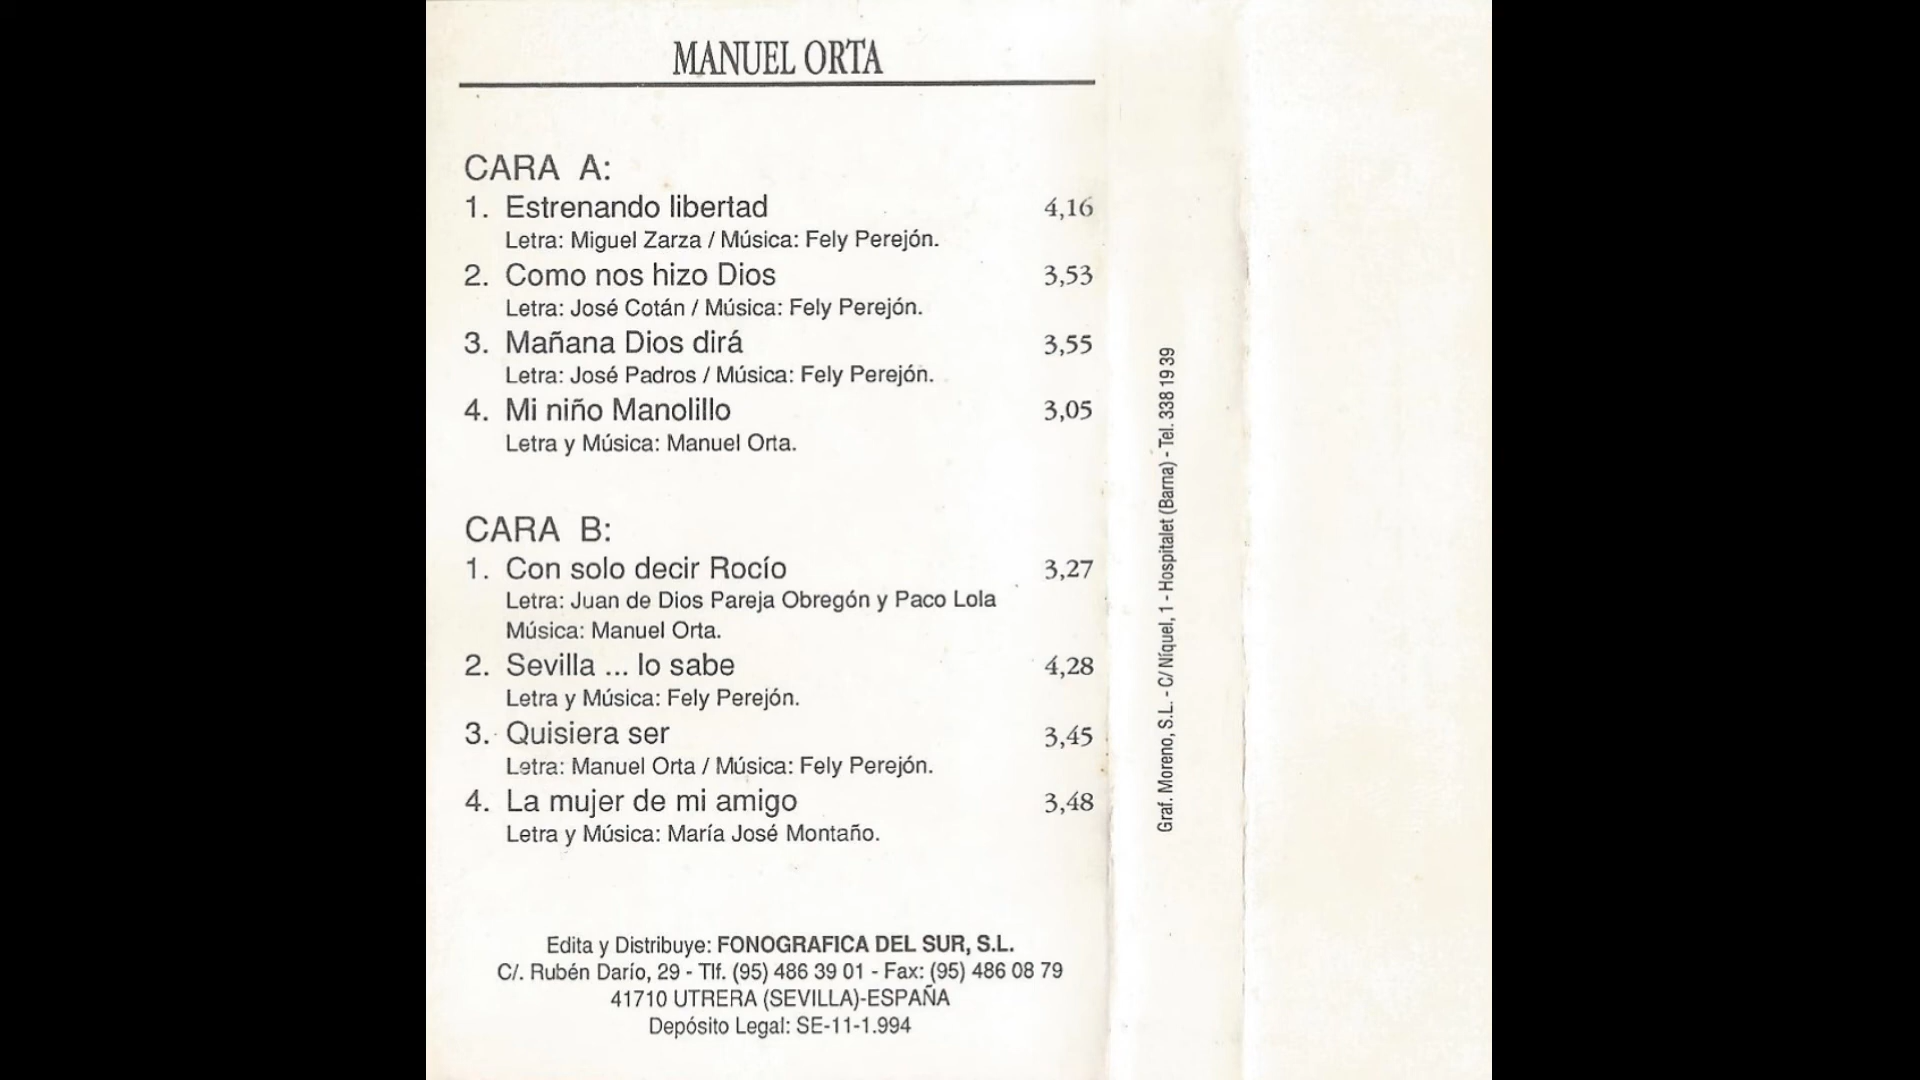 MANUEL ORTA
CARA A:
1. Estrenando libertad 4,16
Letra: Miguel Zarza / Música: Fely Perejón.
2. Como nos hizo Dios 3,53
Letra: José Cotán / Música: Fely Perejón.
3. Mañana Dios dirá 3,55
Letra: José Padros / Música: Fely Perejón.
4. Mi niño Manolillo 3,05
Letra y Música: Manuel Orta.
CARA B:
1. Con solo decir Rocío 3,27
Letra: Juan de Dios Pareja Obregón y Paco Lola
Música: Manuel Orta.
2. Sevilla ... lo sabe 4,28
Letra y Música: Fely Perejón.
3. Quisiera ser 3,45
Letra: Manuel Orta / Música: Fely Perejón.
4. La mujer de mi amigo 3,48
Letra y Música: María José Montaño.
Edita y Distribuye: FONOGRAFICA DEL SUR, S.L.
C/. Rubén Darío, 29 - Tlf. (95) 486 39 01 - Fax: (95) 486 08 79
41710 UTRERA (SEVILLA)-ESPAÑA
Depósito Legal: SE-11-1.994
Graf. Moreno, S.L. - C/ Níquel, 1 - Hospitalet (Barna) - Tel. 338 19 39